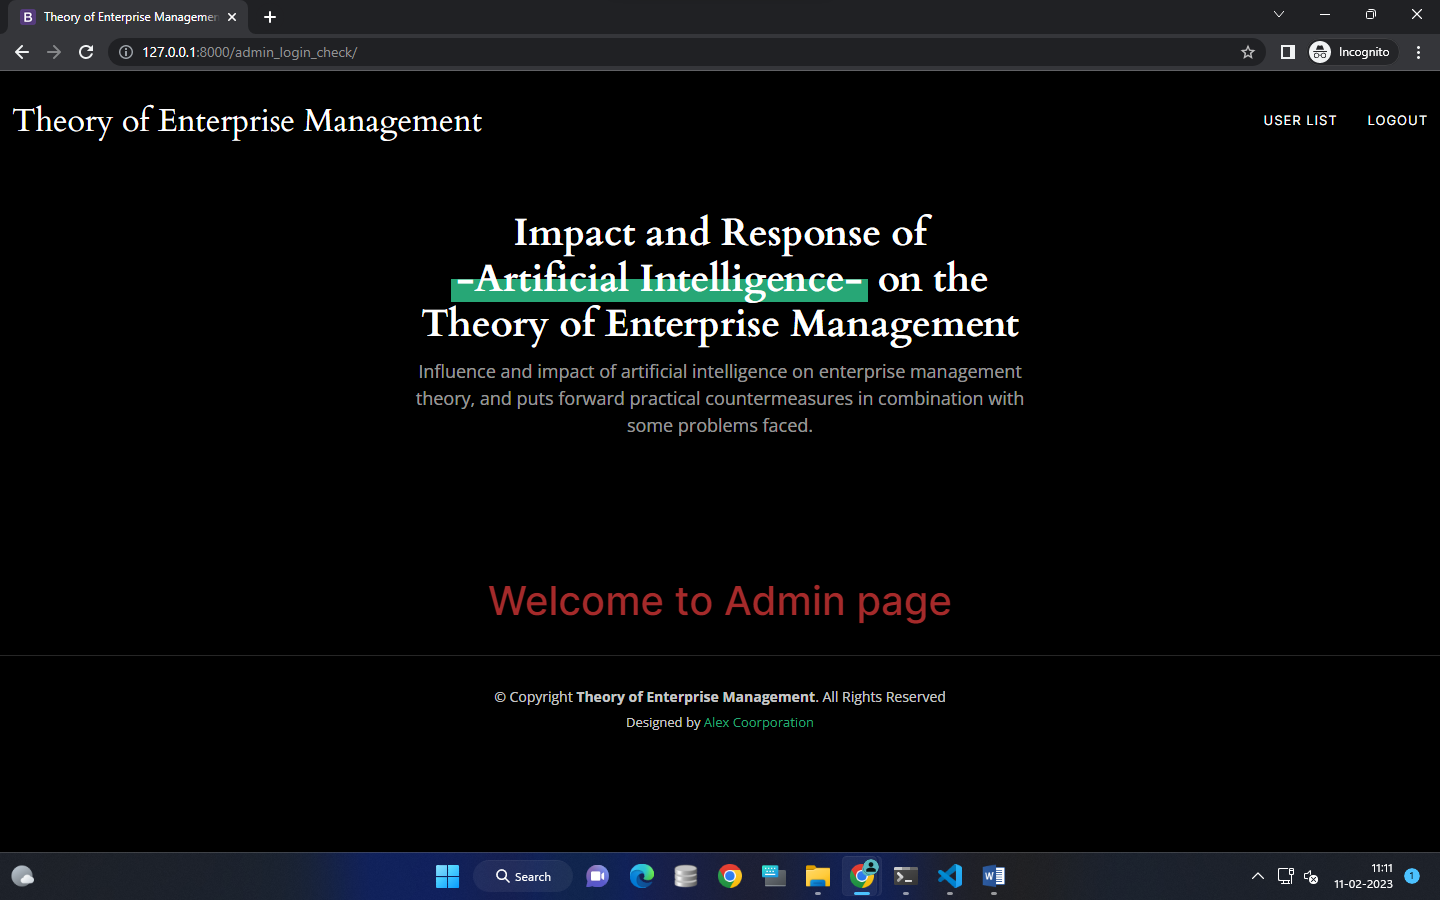 Theory of Enterprise Managemen
127.0.0.1:8000/admin_login_check/
Incognito
Theory of Enterprise Management
USER LIST
LOGOUT
Impact and Response of
-Artificial Intelligence- on the
Theory of Enterprise Management
Influence and impact of artificial intelligence on enterprise management
theory, and puts forward practical countermeasures in combination with
some problems faced.
Welcome to Admin page
© Copyright Theory of Enterprise Management. All Rights Reserved
Designed by Alex Coorporation
Search
11:11
11-02-2023
1